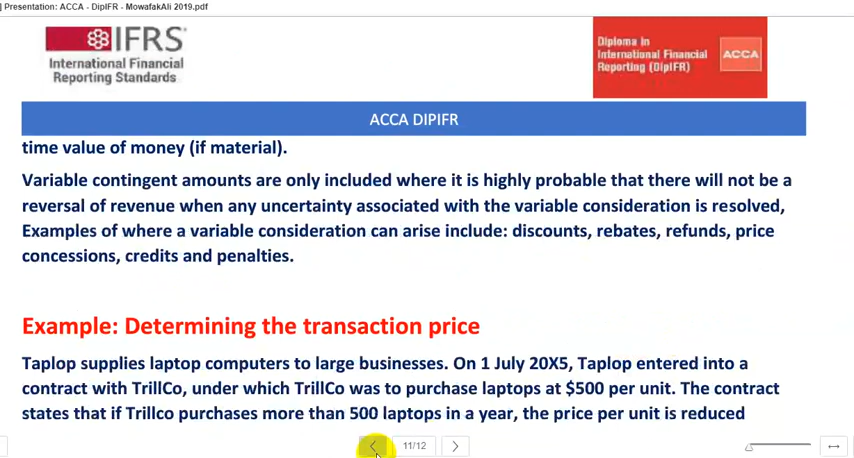 | Presentation: ACCA - DipIFR - MowafakAli 2019.pdf
IFRS
International Financial
Reporting Standards
Diploma in
International Financial
Reporting (DipIFR)
ACCA
ACCA DIPIFR
time value of money (if material).
Variable contingent amounts are only included where it is highly probable that there will not be a
reversal of revenue when any uncertainty associated with the variable consideration is resolved,
Examples of where a variable consideration can arise include: discounts, rebates, refunds, price
concessions, credits and penalties.
Example: Determining the transaction price
Taplop supplies laptop computers to large businesses. On 1 July 20X5, Taplop entered into a
contract with TrillCo, under which TrillCo was to purchase laptops at $500 per unit. The contract
states that if Trillco purchases more than 500 laptops in a year, the price per unit is reduced
11/12